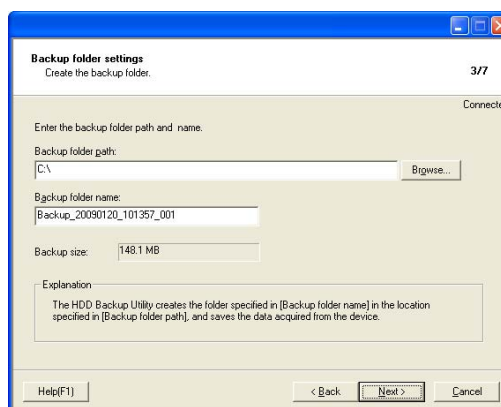 Backup folder settings
Create the backup folder.
3/7
Enter the backup folder path and name.
Backup folder path:
C:\
Browse...
Backup folder name:
Backup_20090120_101357_001
Backup size:
148.1 MB
Explanation
The HDD Backup Utility creates the folder specified in [Backup folder name] in the location
specified in [Backup folder path], and saves the data acquired from the device.
Help(F1)
< Back
Next >
Cancel